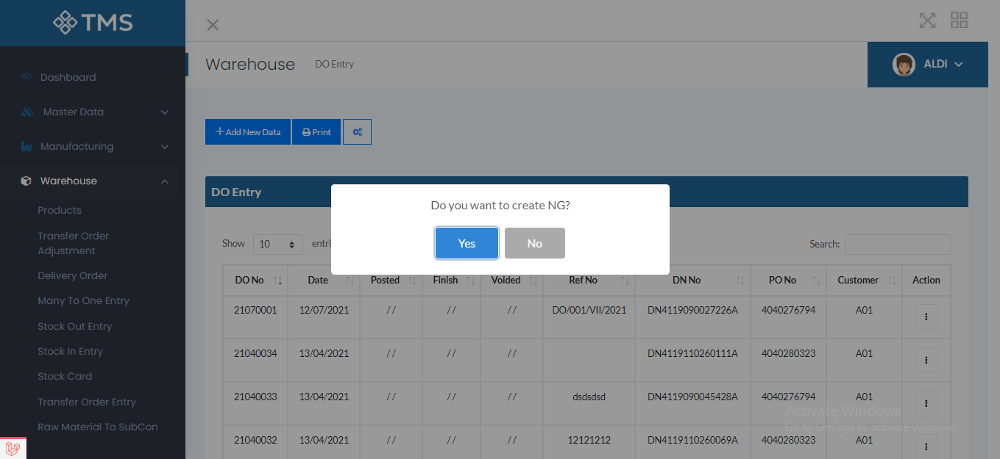 TMS
Dashboard
Master Data
Manufacturing
Warehouse
Products
Transfer Order
Adjustment
Delivery Order
Many To One Entry
Stock Out Entry
Stock In Entry
Stock Card
Transfer Order Entry
Raw Material To SubCon
Warehouse DO Entry
ALDI
Add New Data Print
DO Entry
Do you want to create NG?
Yes No
Show 10 entri
Search:
DO No Date Posted Finish Voided Ref No DN No PO No Customer Action
21070001 12/07/2021 / / / / / / DO/001/VII/2021 DN4119090027226A 4040276794 A01
21040034 13/04/2021 / / / / / / DN4119110260111A 4040280323 A01
21040033 13/04/2021 / / / / / / dsdsdsd DN4119090045428A 4040276794 A01
21040032 13/04/2021 / / / / / / 12121212 DN4119110260069A 4040280323 A01
Activate Windows
Go to Settings to activate Windows.